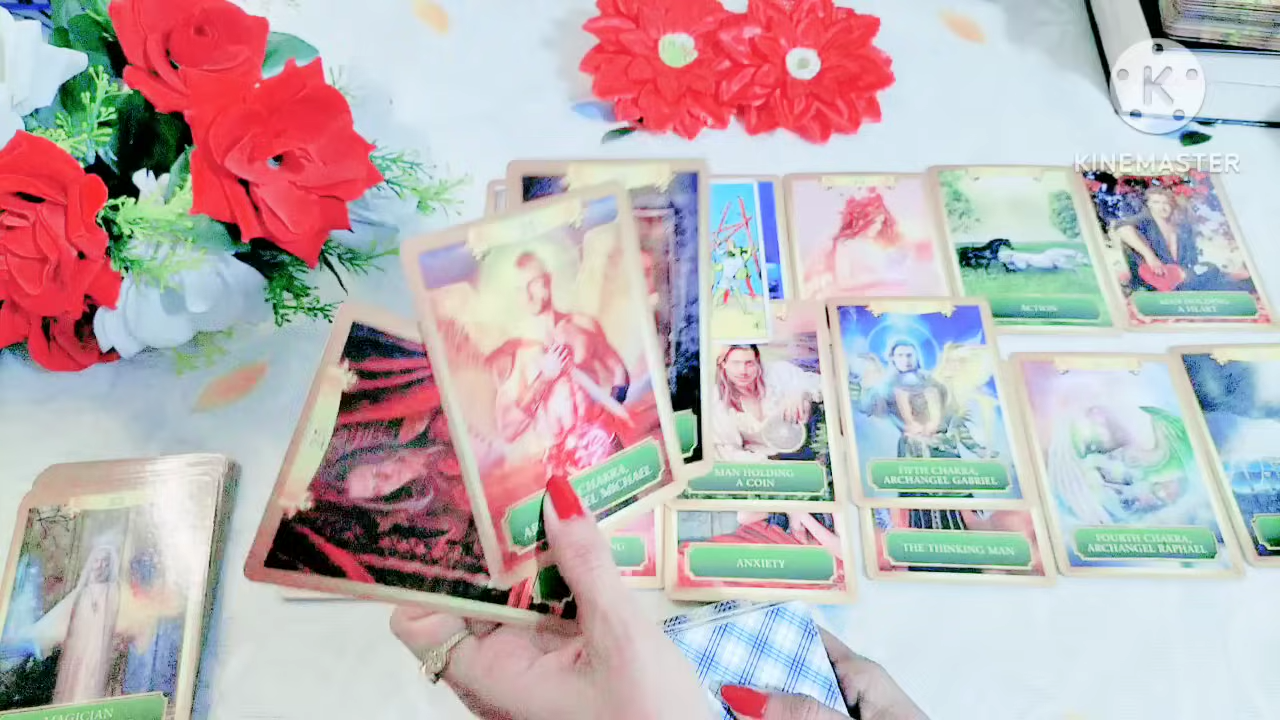 K
KINEMASTER
ACTION
MAN HOLDING
A HEART
CHAKRA,
EL MICHAEL
MAN HOLDING
A COIN
FIFTH CHAKRA,
ARCHANGEL GABRIEL
FOURTH CHAKRA,
ARCHANGEL RAPHAEL
ANXIETY
THE THINKING MAN
MAGICIAN